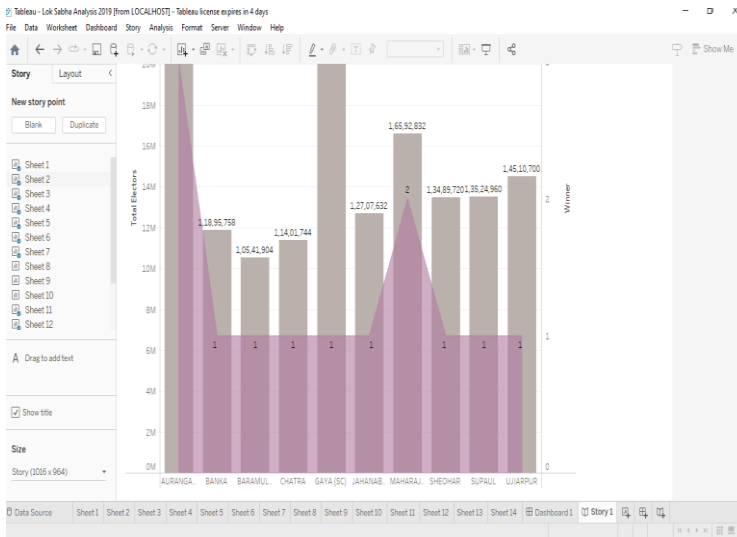 Tableau - Lok Sabha Analysis 2019 [from LOCALHOST] - Tableau license expires in 4 days
File Data Worksheet Dashboard Story Analysis Format Server Window Help
Show Me
Story Layout
New story point
Blank Duplicate
Sheet 1
Sheet 2
Sheet 3
Sheet 4
Sheet 5
Sheet 6
Sheet 7
Sheet 8
Sheet 9
Sheet 10
Sheet 11
Sheet 12
A Drag to add text
Show title
Size
Story (1016 x 964)
20M
18M
16M
14M
12M
10M
8M
6M
4M
2M
0M
Total Electors
1,65,92,832
1,45,10,700
1,34,89,720 1,35,24,960
1,27,07,632
1,18,95,758
1,14,01,744
1,05,41,904
2
1 1 1 1 1 1 1 1
2
1
0
Winner
AURANGA.. BANKA BARAMUL.. CHATRA GAYA (SC) JAHANAB.. MAHARAJ.. SHEOHAR SUPAUL UJIARPUR
Data Source Sheet 1 Sheet 2 Sheet 3 Sheet 4 Sheet 5 Sheet 6 Sheet 7 Sheet 8 Sheet 9 Sheet 10 Sheet 11 Sheet 12 Sheet 13 Sheet 14 Dashboard 1 Story 1